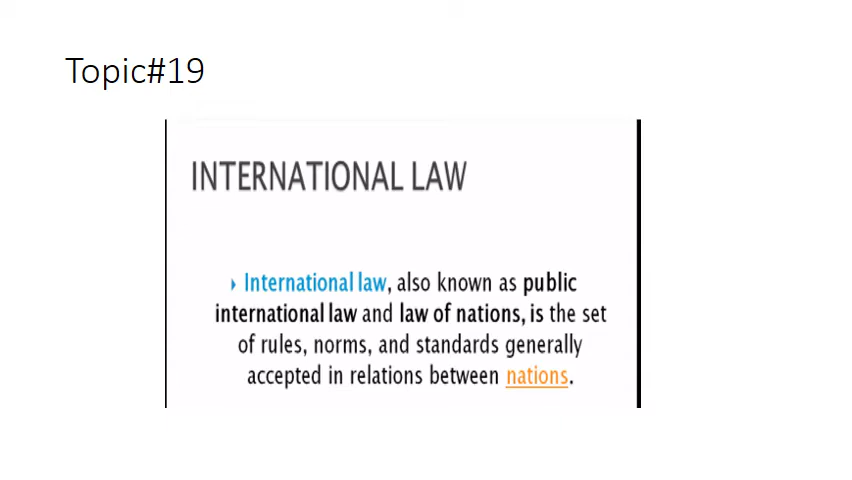 Topic#19
INTERNATIONAL LAW
International law, also known as public
international law and law of nations, is the set
of rules, norms, and standards generally
accepted in relations between nations.